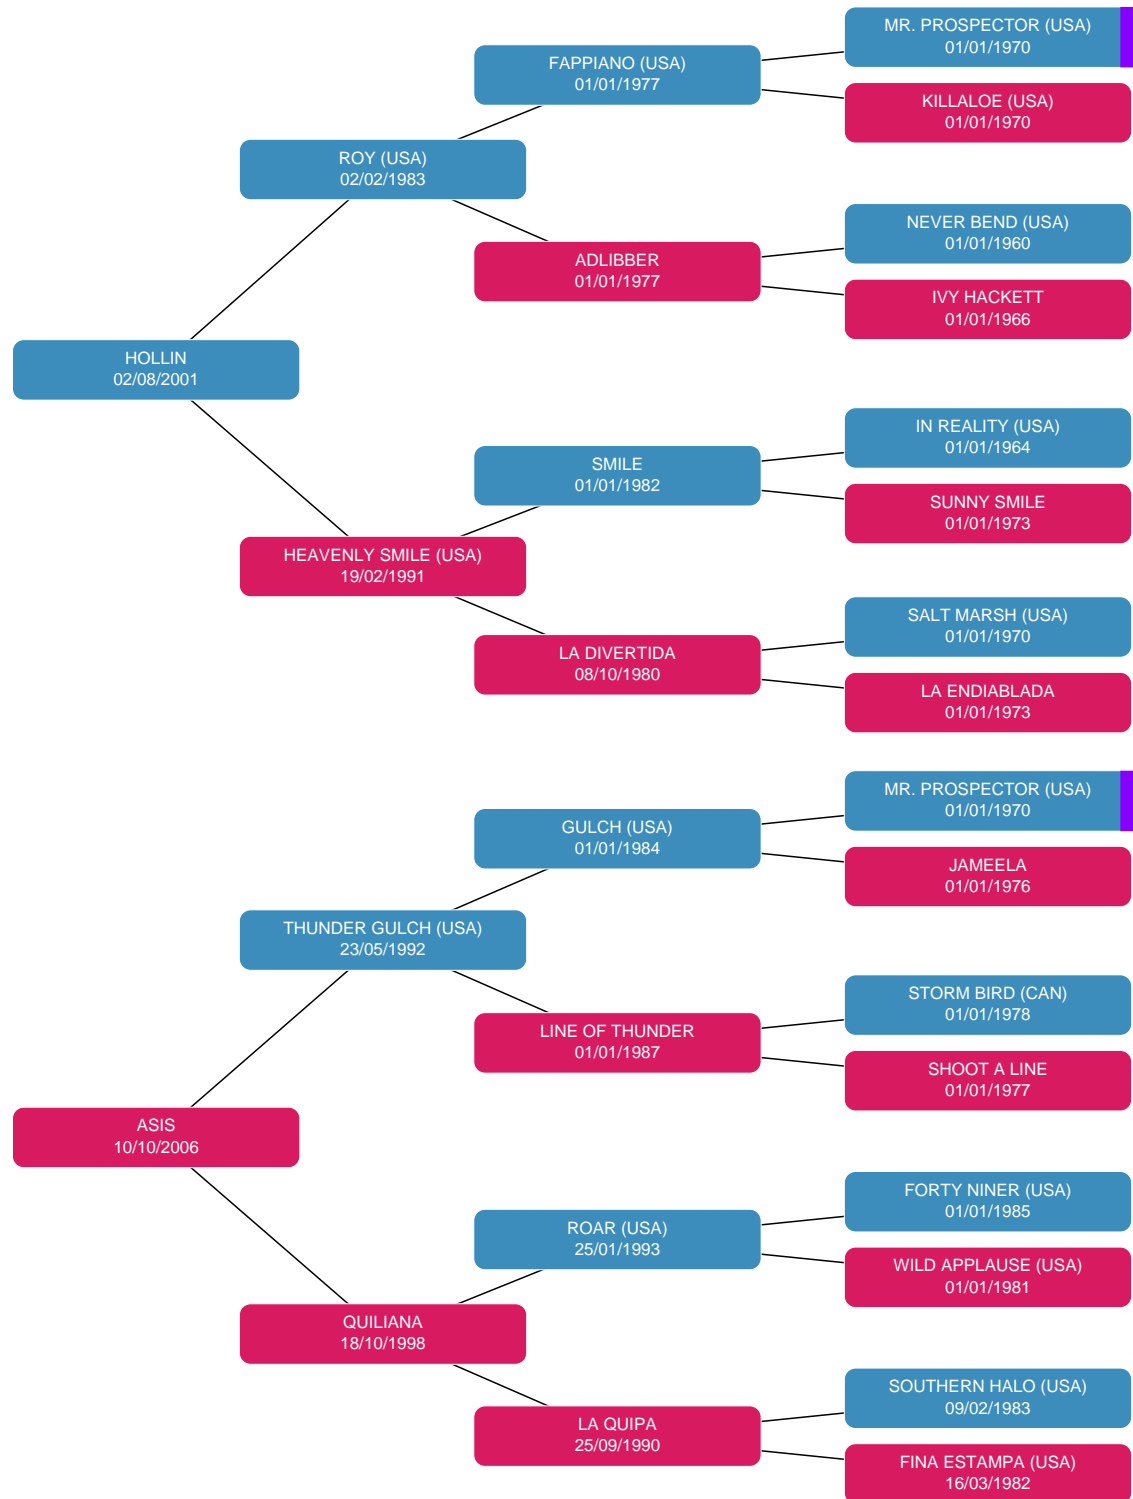 MR. PROSPECTOR (USA)
01/01/1970
FAPPIANO (USA)
01/01/1977
KILLALOE (USA)
01/01/1970
ROY (USA)
02/02/1983
NEVER BEND (USA)
01/01/1960
ADLIBBER
01/01/1977
IVY HACKETT
01/01/1966
HOLLIN
02/08/2001
IN REALITY (USA)
01/01/1964
SMILE
01/01/1982
SUNNY SMILE
01/01/1973
HEAVENLY SMILE (USA)
19/02/1991
SALT MARSH (USA)
01/01/1970
LA DIVERTIDA
08/10/1980
LA ENDIABLADA
01/01/1973
MR. PROSPECTOR (USA)
01/01/1970
GULCH (USA)
01/01/1984
JAMEELA
01/01/1976
THUNDER GULCH (USA)
23/05/1992
STORM BIRD (CAN)
01/01/1978
LINE OF THUNDER
01/01/1987
SHOOT A LINE
01/01/1977
ASIS
10/10/2006
FORTY NINER (USA)
01/01/1985
ROAR (USA)
25/01/1993
WILD APPLAUSE (USA)
01/01/1981
QUILIANA
18/10/1998
SOUTHERN HALO (USA)
09/02/1983
LA QUIPA
25/09/1990
FINA ESTAMPA (USA)
16/03/1982